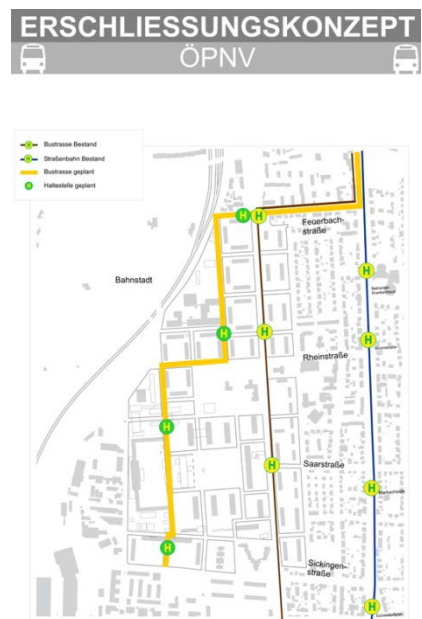 ERSCHLIESSUNGSKONZEPT
ÖPNV
H Bustrasse Bestand
H Straßenbahn Bestand
Bustrasse geplant
H Haltestelle geplant
H H
Feuerbach-
straße
H
Bahnstadt
H H
H
Rheinstraße
H
H
Saarstraße
H
H
Sickingen-
straße
H